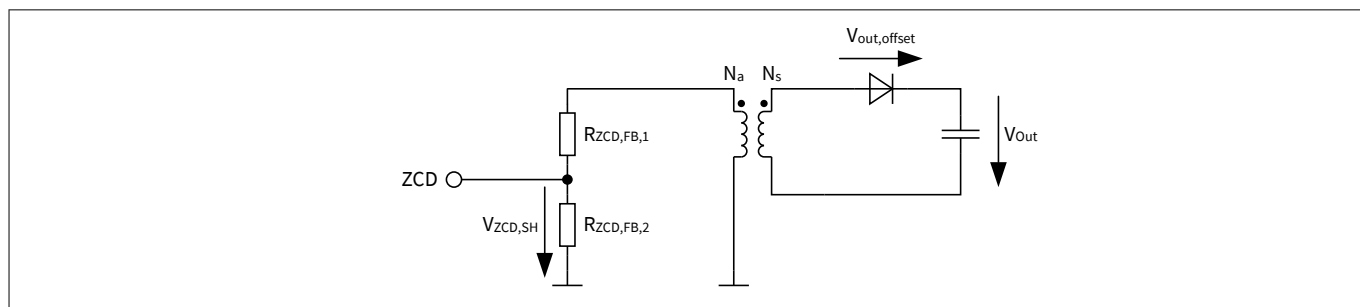 Vout,offset
Na Ns
RZCD,FB,1
VOut
ZCD
VZCD,SH
RZCD,FB,2